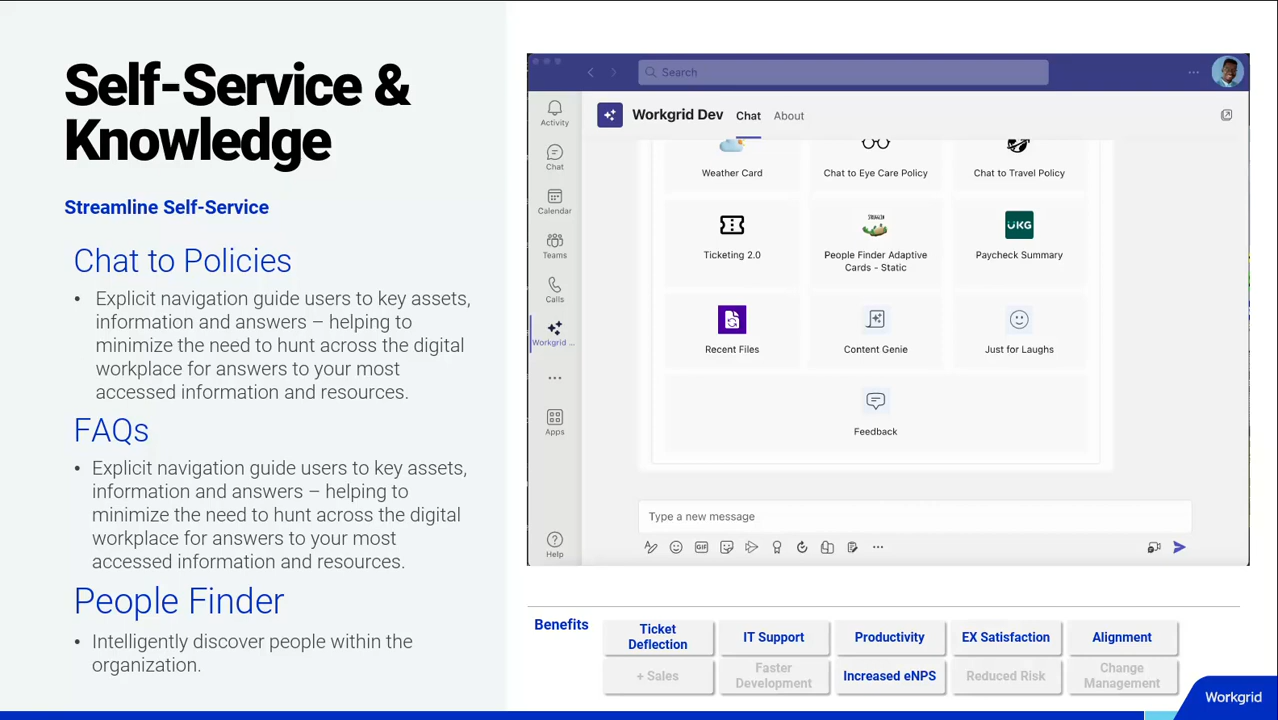 Self-Service &
Knowledge
Streamline Self-Service
Chat to Policies
• Explicit navigation guide users to key assets,
information and answers – helping to
minimize the need to hunt across the digital
workplace for answers to your most
accessed information and resources.
FAQs
• Explicit navigation guide users to key assets,
information and answers – helping to
minimize the need to hunt across the digital
workplace for answers to your most
accessed information and resources.
People Finder
• Intelligently discover people within the
organization.
Search
Activity
Chat
Calendar
Teams
Calls
Workgrid ...
Apps
Help
Workgrid Dev
Chat
About
Weather Card
Chat to Eye Care Policy
Chat to Travel Policy
Ticketing 2.0
People Finder Adaptive
Cards - Static
UKG
Paycheck Summary
Recent Files
Content Genie
Just for Laughs
Feedback
Type a new message
GIF
Benefits
Ticket
Deflection
IT Support
Productivity
EX Satisfaction
Alignment
+ Sales
Faster
Development
Increased eNPS
Reduced Risk
Change
Management
Workgrid